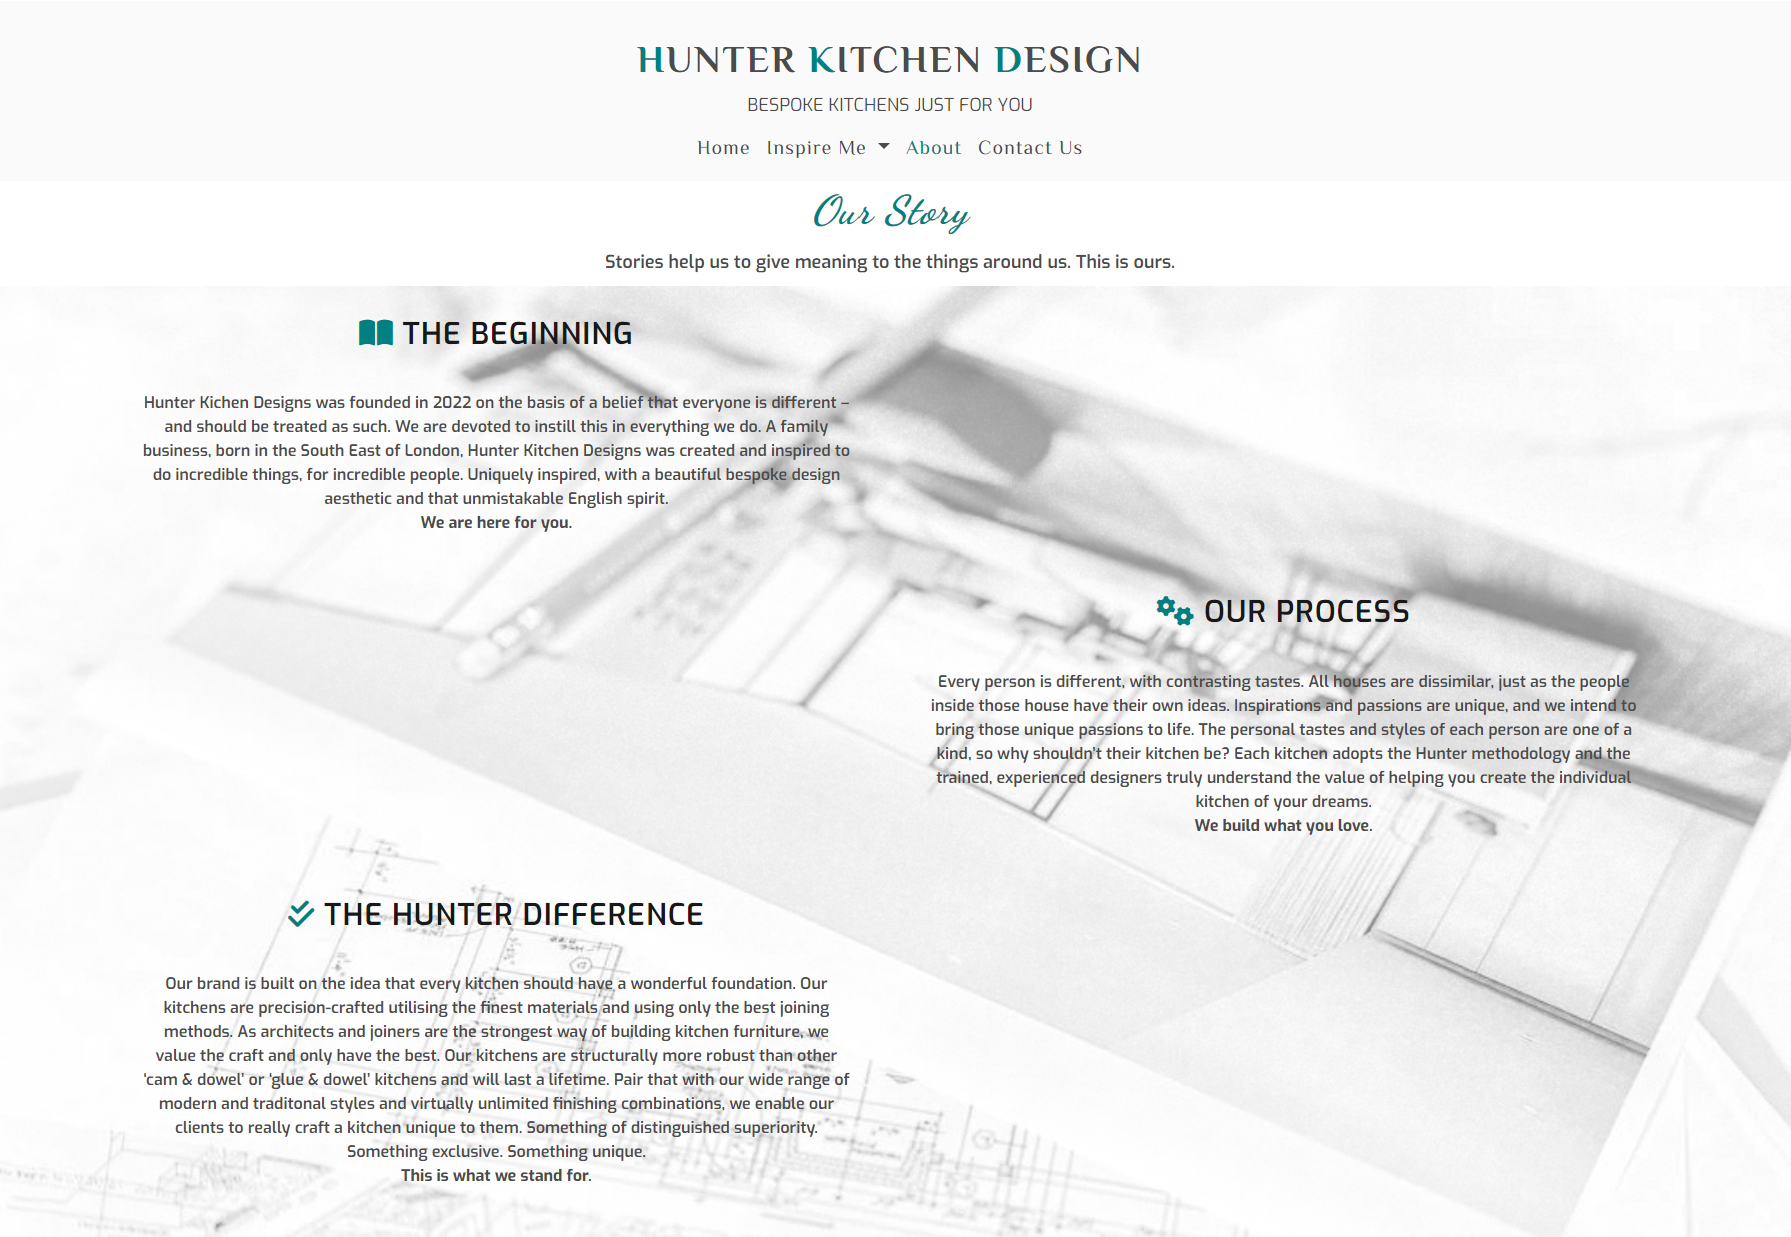 HUNTER KITCHEN DESIGN
BESPOKE KITCHENS JUST FOR YOU
Home Inspire Me About Contact Us
Our Story
Stories help us to give meaning to the things around us. This is ours.
THE BEGINNING
Hunter Kichen Designs was founded in 2022 on the basis of a belief that everyone is different –
and should be treated as such. We are devoted to instill this in everything we do. A family
business, born in the South East of London, Hunter Kitchen Designs was created and inspired to
do incredible things, for incredible people. Uniquely inspired, with a beautiful bespoke design
aesthetic and that unmistakable English spirit.
We are here for you.
OUR PROCESS
Every person is different, with contrasting tastes. All houses are dissimilar, just as the people
inside those house have their own ideas. Inspirations and passions are unique, and we intend to
bring those unique passions to life. The personal tastes and styles of each person are one of a
kind, so why shouldn't their kitchen be? Each kitchen adopts the Hunter methodology and the
trained, experienced designers truly understand the value of helping you create the individual
kitchen of your dreams.
We build what you love.
THE HUNTER DIFFERENCE
Our brand is built on the idea that every kitchen should have a wonderful foundation. Our
kitchens are precision-crafted utilising the finest materials and using only the best joining
methods. As architects and joiners are the strongest way of building kitchen furniture, we
value the craft and only have the best. Our kitchens are structurally more robust than other
'cam & dowel' or 'glue & dowel' kitchens and will last a lifetime. Pair that with our wide range of
modern and traditonal styles and virtually unlimited finishing combinations, we enable our
clients to really craft a kitchen unique to them. Something of distinguished superiority.
Something exclusive. Something unique.
This is what we stand for.